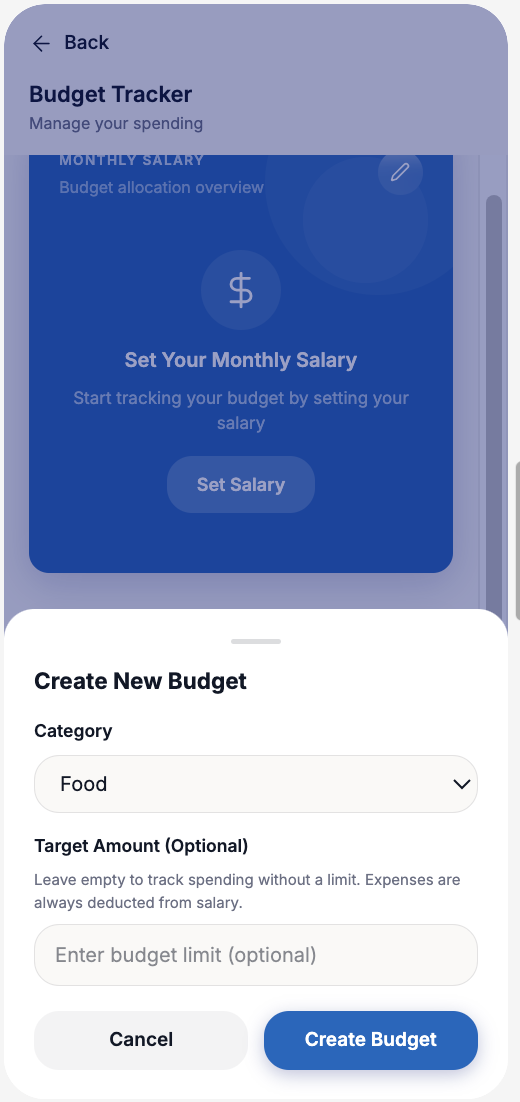 Back
Budget Tracker
Manage your spending
MONTHLY SALARY
Budget allocation overview
$
Set Your Monthly Salary
Start tracking your budget by setting your
salary
Set Salary
Create New Budget
Category
Food
Target Amount (Optional)
Leave empty to track spending without a limit. Expenses are
always deducted from salary.
Enter budget limit (optional)
Cancel
Create Budget